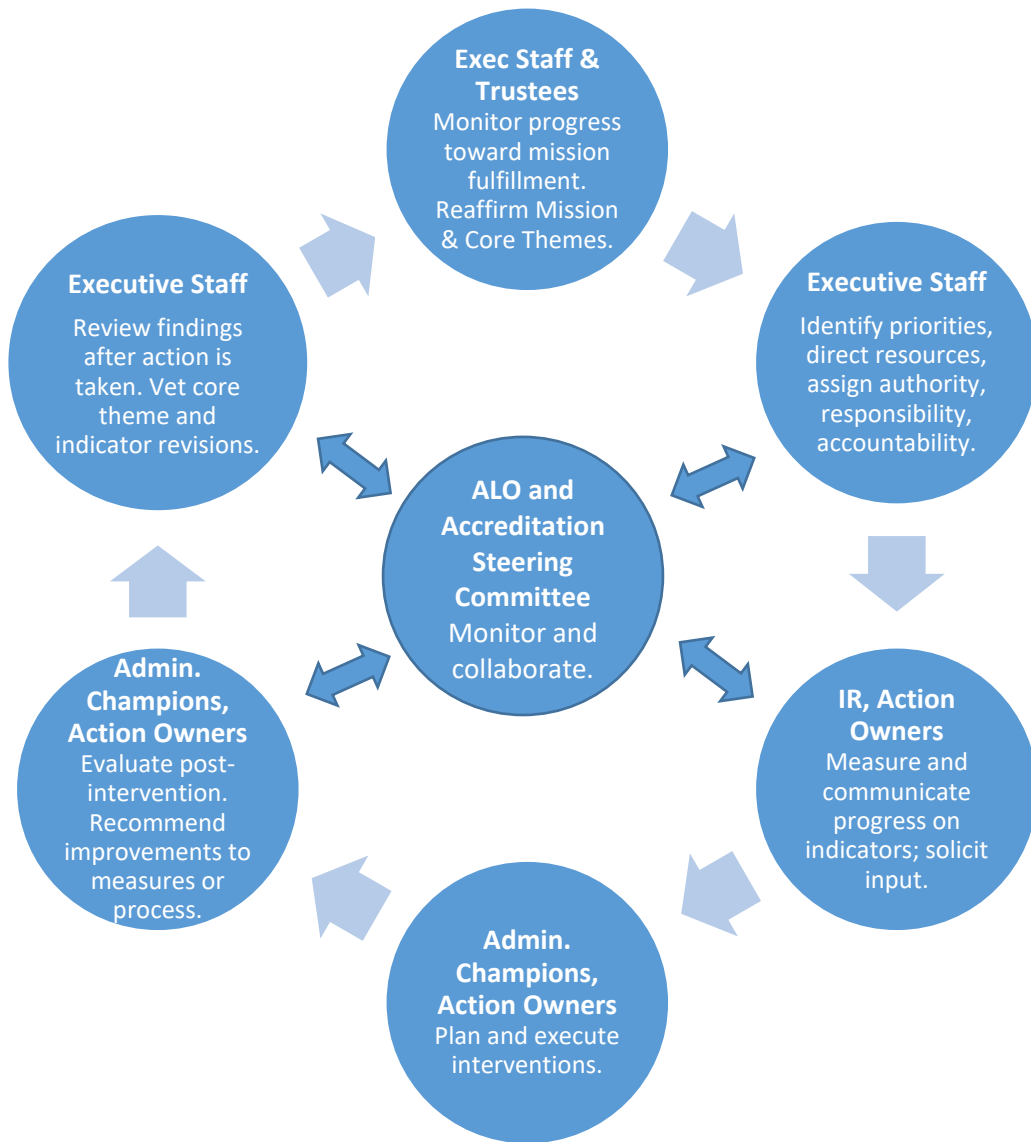 Exec Staff &
Trustees
Monitor progress
toward mission
fulfillment.
Reaffirm Mission
& Core Themes.
Executive Staff
Identify priorities,
direct resources,
assign authority,
responsibility,
accountability.
IR, Action
Owners
Measure and
communicate
progress on
indicators; solicit
input.
Admin.
Champions,
Action Owners
Plan and execute
interventions.
Admin.
Champions,
Action Owners
Evaluate post-
intervention.
Recommend
improvements to
measures or
process.
Executive Staff
Review findings
after action is
taken. Vet core
theme and
indicator revisions.
ALO and
Accreditation
Steering
Committee
Monitor and
collaborate.